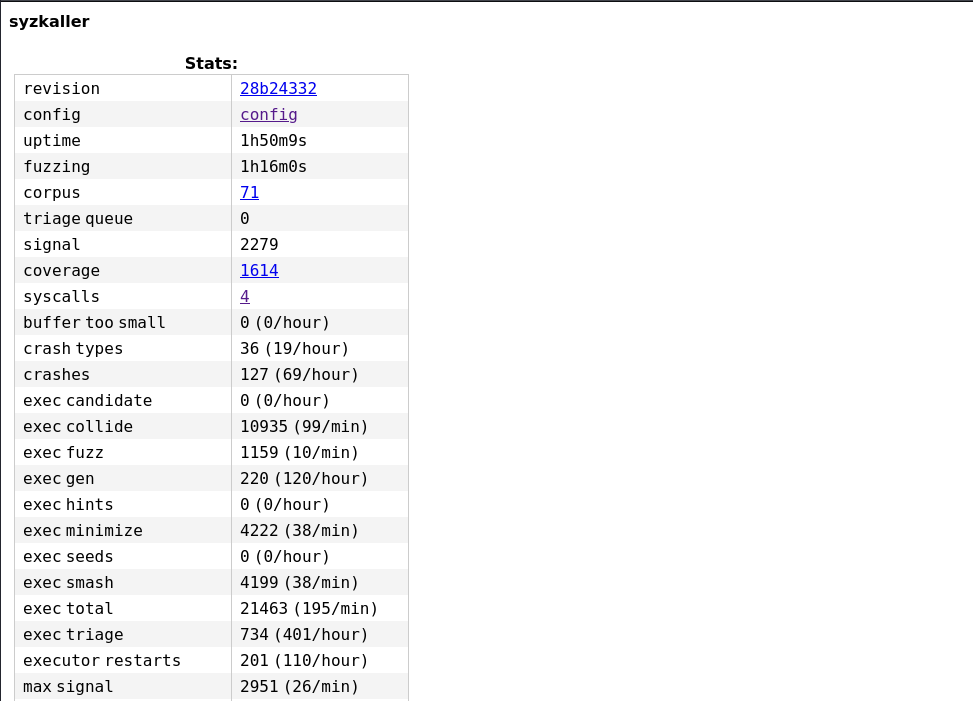 syzkaller
Stats:
revision 28b24332
config config
uptime 1h50m9s
fuzzing 1h16m0s
corpus 71
triage queue 0
signal 2279
coverage 1614
syscalls 4
buffer too small 0 (0/hour)
crash types 36 (19/hour)
crashes 127 (69/hour)
exec candidate 0 (0/hour)
exec collide 10935 (99/min)
exec fuzz 1159 (10/min)
exec gen 220 (120/hour)
exec hints 0 (0/hour)
exec minimize 4222 (38/min)
exec seeds 0 (0/hour)
exec smash 4199 (38/min)
exec total 21463 (195/min)
exec triage 734 (401/hour)
executor restarts 201 (110/hour)
max signal 2951 (26/min)